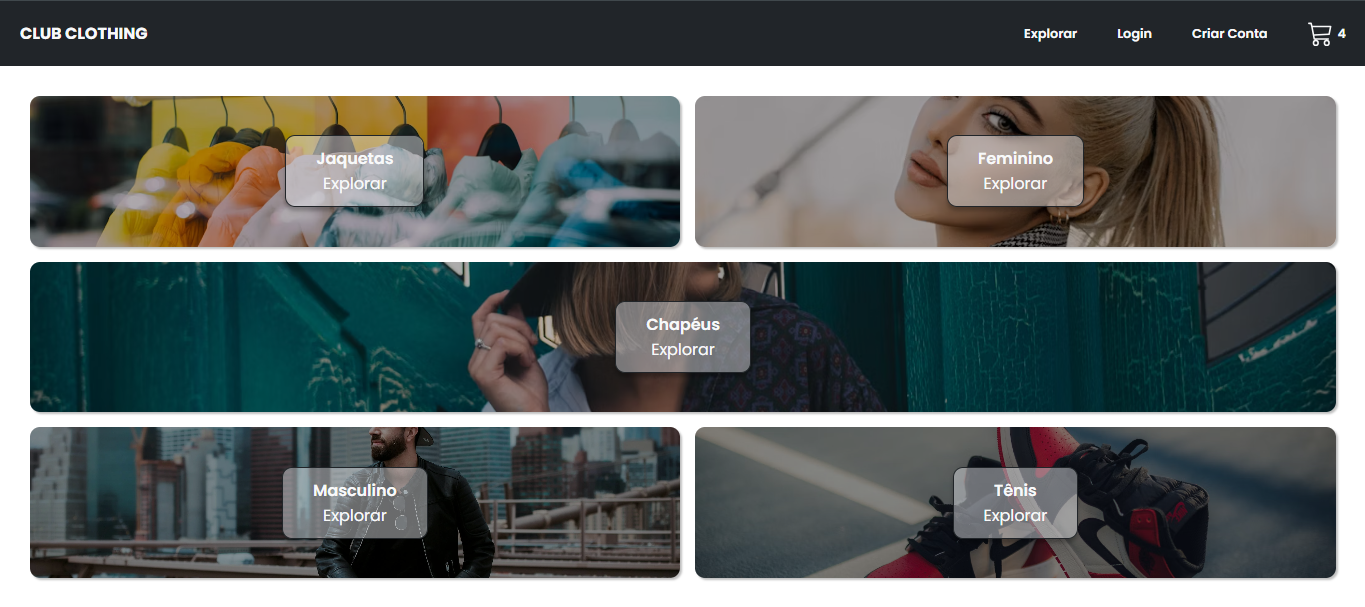 CLUB CLOTHING
Explorar
Login
Criar Conta
4
Jaquetas
Explorar
Feminino
Explorar
Chapéus
Explorar
Masculino
Explorar
Tênis
Explorar